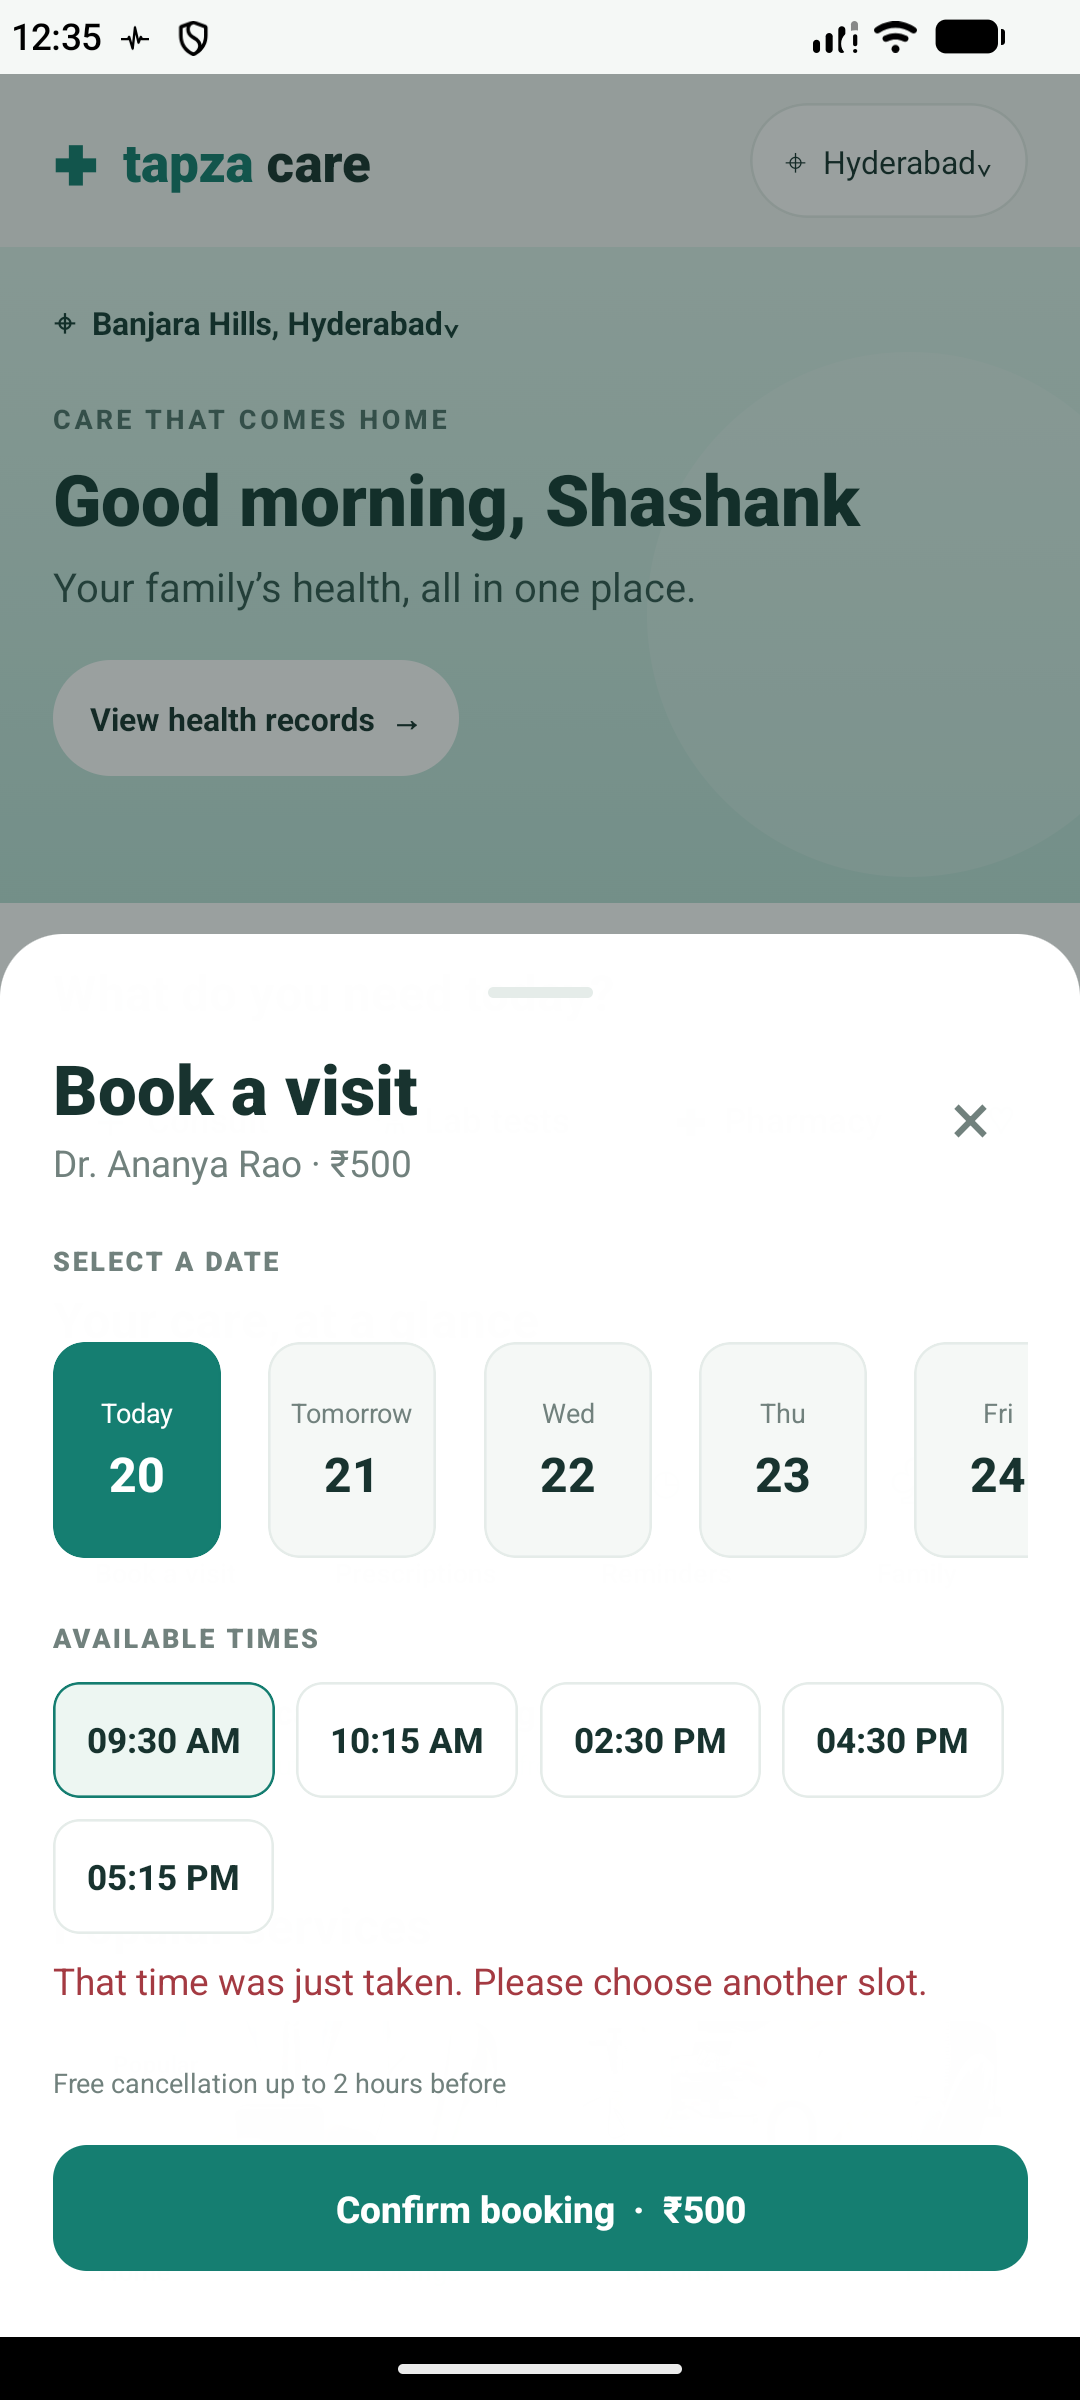 12:35
tapza care
Hyderabad
Banjara Hills, Hyderabad
CARE THAT COMES HOME
Good morning, Shashank
Your family’s health, all in one place.
View health records →
Book a visit
Dr. Ananya Rao · ₹500
SELECT A DATE
Today Tomorrow Wed Thu Fri
20 21 22 23 24
AVAILABLE TIMES
09:30 AM 10:15 AM 02:30 PM 04:30 PM
05:15 PM
That time was just taken. Please choose another slot.
Free cancellation up to 2 hours before
Confirm booking · ₹500